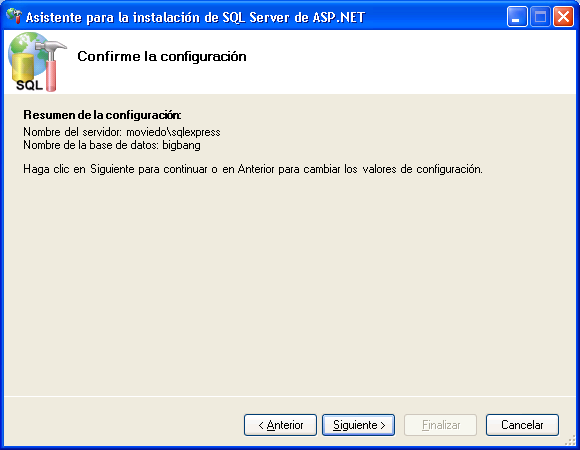 Asistente para la instalación de SQL Server de ASP.NET
SQL
Confirme la configuración
Resumen de la configuración:
Nombre del servidor: moviedo\sqlexpress
Nombre de la base de datos: bigbang
Haga clic en Siguiente para continuar o en Anterior para cambiar los valores de configuración.
< Anterior
Siguiente >
Finalizar
Cancelar